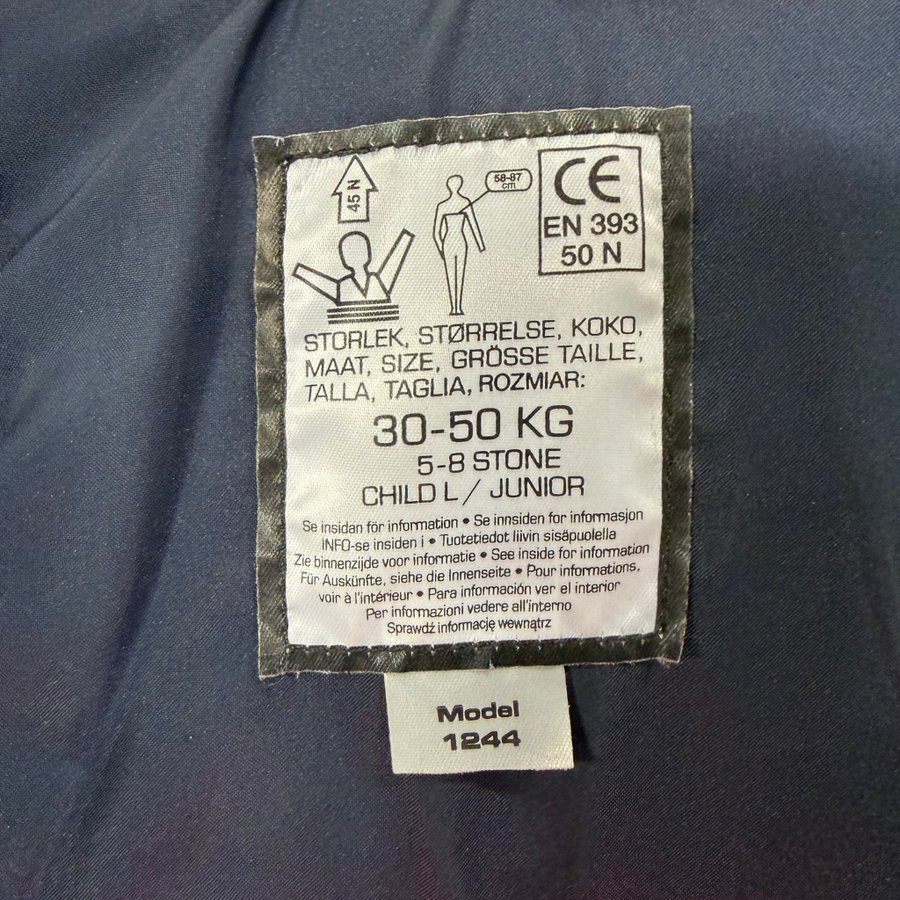 45 N
58-87
cm
CE
EN 393
50 N
STORLEK, STØRRELSE, KOKO,
MAAT, SIZE, GRÖSSE TAILLE,
TALLA, TAGLIA, ROZMIAR:
30-50 KG
5-8 STONE
CHILD L / JUNIOR
Se insidan för information • Se innsiden for informasjon
INFO-se insiden i • Tuotetiedot liivin sisäpuolella
Zie binnenzijde voor informatie • See inside for information
Für Auskünfte, siehe die Innenseite • Pour informations,
voir à l'intérieur • Para información ver el interior
Per informazioni vedere all'interno
Sprawdź informację wewnątrz
Model
1244